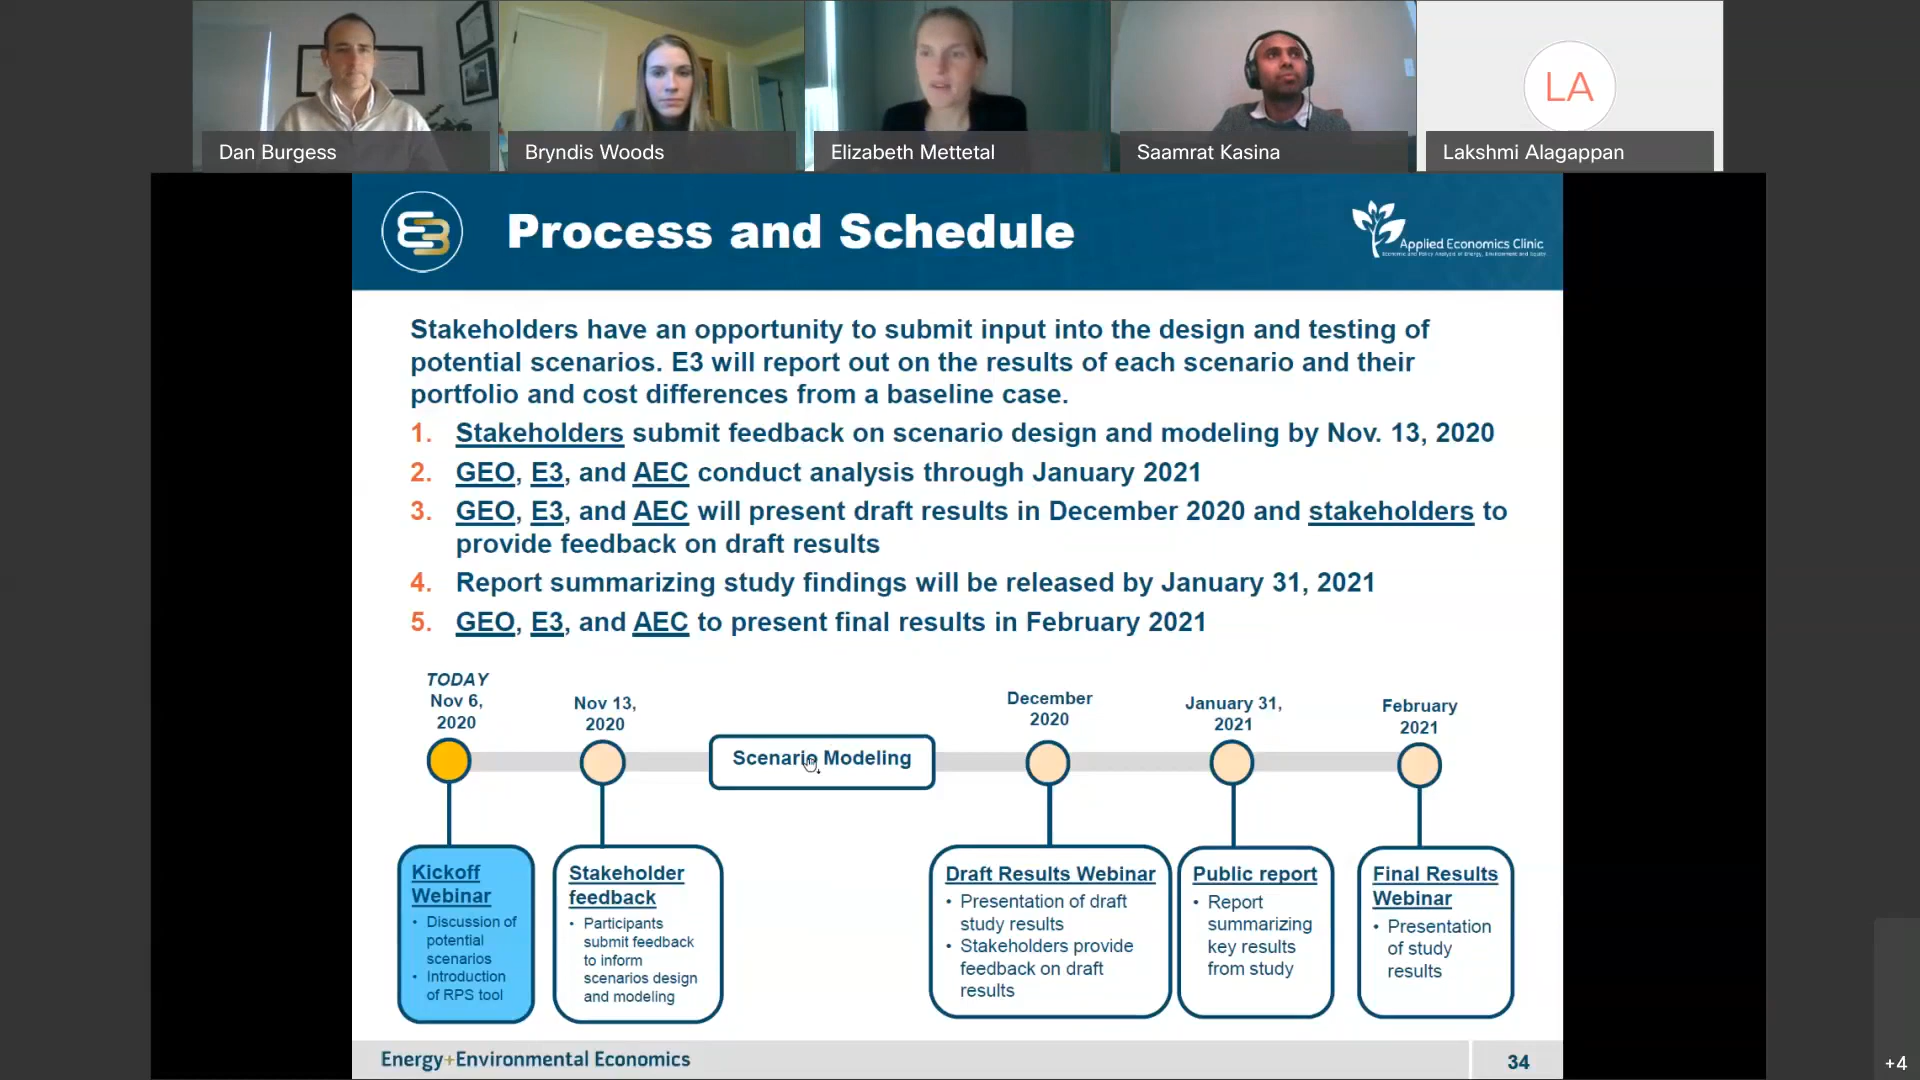 LA
Dan Burgess
Bryndis Woods
Elizabeth Mettetal
Saamrat Kasina
Lakshmi Alagappan
Process and Schedule
Applied Economics Clinic
Economic and Policy Analysis of Energy, Environment and Equity
Stakeholders have an opportunity to submit input into the design and testing of
potential scenarios. E3 will report out on the results of each scenario and their
portfolio and cost differences from a baseline case.
1. Stakeholders submit feedback on scenario design and modeling by Nov. 13, 2020
2. GEO, E3, and AEC conduct analysis through January 2021
3. GEO, E3, and AEC will present draft results in December 2020 and stakeholders to
provide feedback on draft results
4. Report summarizing study findings will be released by January 31, 2021
5. GEO, E3, and AEC to present final results in February 2021
TODAY
Nov 6,
2020
Nov 13,
2020
Scenario Modeling
December
2020
January 31,
2021
February
2021
Kickoff
Webinar
• Discussion of
potential
scenarios
• Introduction
of RPS tool
Stakeholder
feedback
• Participants
submit feedback
to inform
scenarios design
and modeling
Draft Results Webinar
• Presentation of draft
study results
• Stakeholders provide
feedback on draft
results
Public report
• Report
summarizing
key results
from study
Final Results
Webinar
• Presentation
of study
results
Energy+Environmental Economics
34
+4